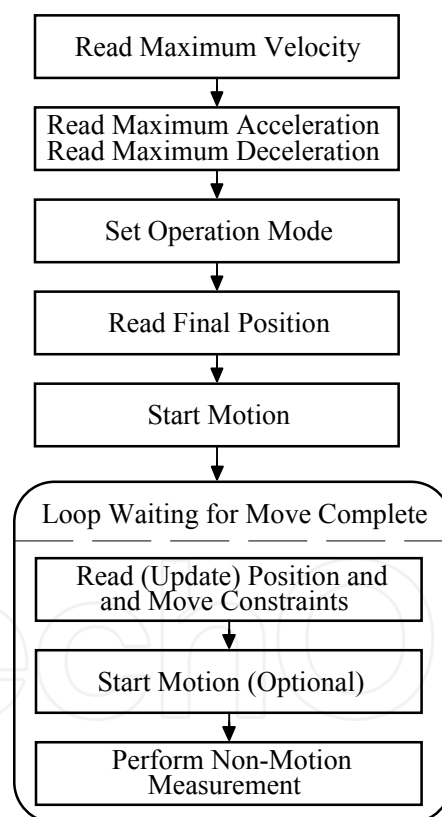 Read Maximum Velocity
Read Maximum Acceleration
Read Maximum Deceleration
Set Operation Mode
Read Final Position
Start Motion
Loop Waiting for Move Complete
Read (Update) Position and
and Move Constraints
Start Motion (Optional)
Perform Non-Motion
Measurement